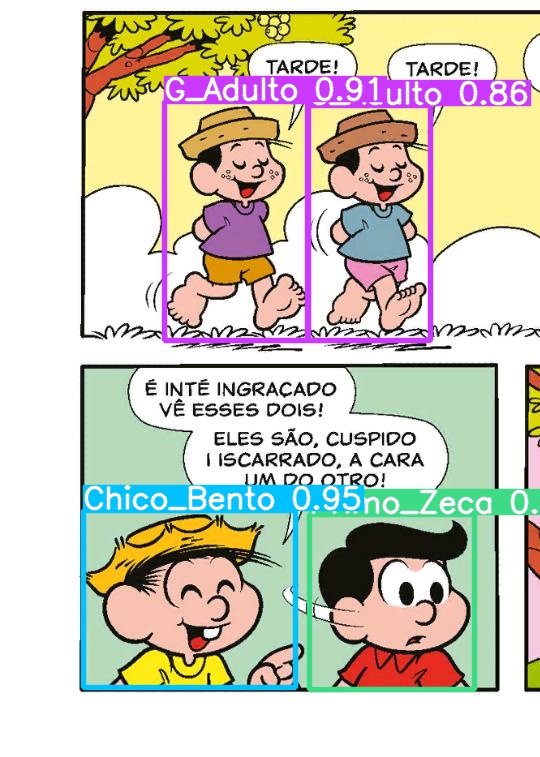 TARDE!
TARDE!
G_Adulto 0.91
ulto 0.86
É INTÉ INGRAÇADO
VÊ ESSES DOIS!
ELES SÃO, CUSPIDO
I ISCARRADO, A CARA
UM DO OTRO!
Chico_Bento 0.95
no_Zeca 0.